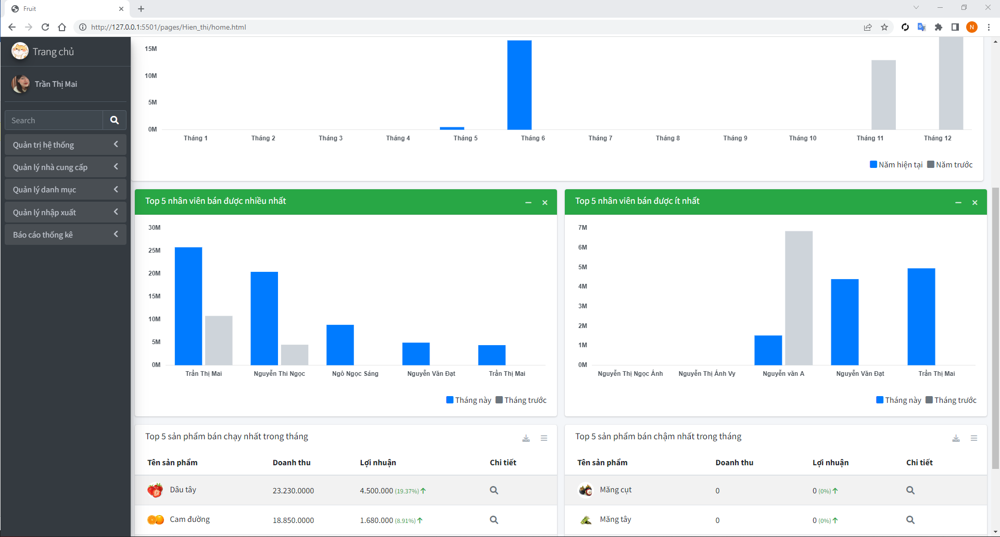 Fruit
http://127.0.0.1:5501/pages/Hien_thi/home.html
N
Trang chủ
Trần Thị Mai
Search
Quản trị hệ thống
Quản lý nhà cung cấp
Quản lý danh mục
Quản lý nhập xuất
Báo cáo thống kê
15M
10M
5M
0M
Tháng 1 Tháng 2 Tháng 3 Tháng 4 Tháng 5 Tháng 6 Tháng 7 Tháng 8 Tháng 9 Tháng 10 Tháng 11 Tháng 12
Năm hiện tại Năm trước
Top 5 nhân viên bán được nhiều nhất
30M
25M
20M
15M
10M
5M
0M
Trần Thị Mai Nguyễn Thi Ngọc Ngô Ngọc Sáng Nguyễn Văn Đạt Trần Thị Mai
Tháng này Tháng trước
Top 5 nhân viên bán được ít nhất
7M
6M
5M
4M
3M
2M
1M
0M
Nguyễn Thị Ngọc Ánh Nguyễn Thị Ánh Vy Nguyễn văn A Nguyễn Văn Đạt Trần Thị Mai
Tháng này Tháng trước
Top 5 sản phẩm bán chạy nhất trong tháng
Tên sản phẩm Doanh thu Lợi nhuận Chi tiết
Dâu tây 23.230.0000 4.500.000 (19.37%)
Cam đường 18.850.0000 1.680.000 (8.91%)
Top 5 sản phẩm bán chậm nhất trong tháng
Tên sản phẩm Doanh thu Lợi nhuận Chi tiết
Măng cụt 0 0 (0%)
Măng tây 0 0 (0%)